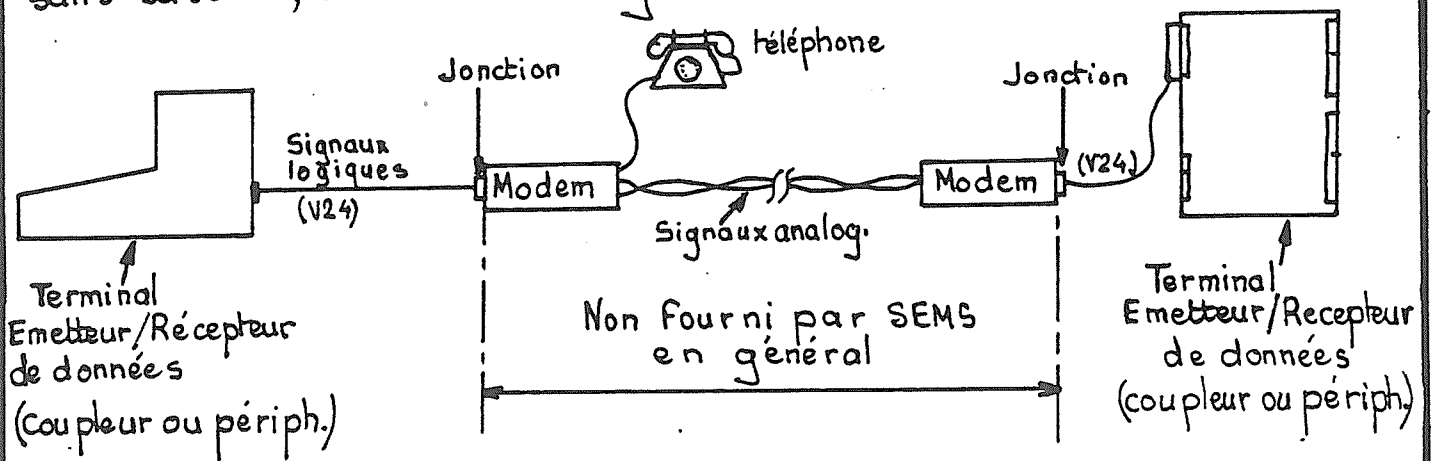 téléphone
Jonction
Jonction
Signaux
logiques
(V24)
Modem
Modem
(V24)
Signaux analog.
Terminal
Emetteur/Récepteur
de données
(coupleur ou périph.)
Non fourni par SEMS
en général
Terminal
Emetteur/Recepteur
de données
(coupleur ou périph.)